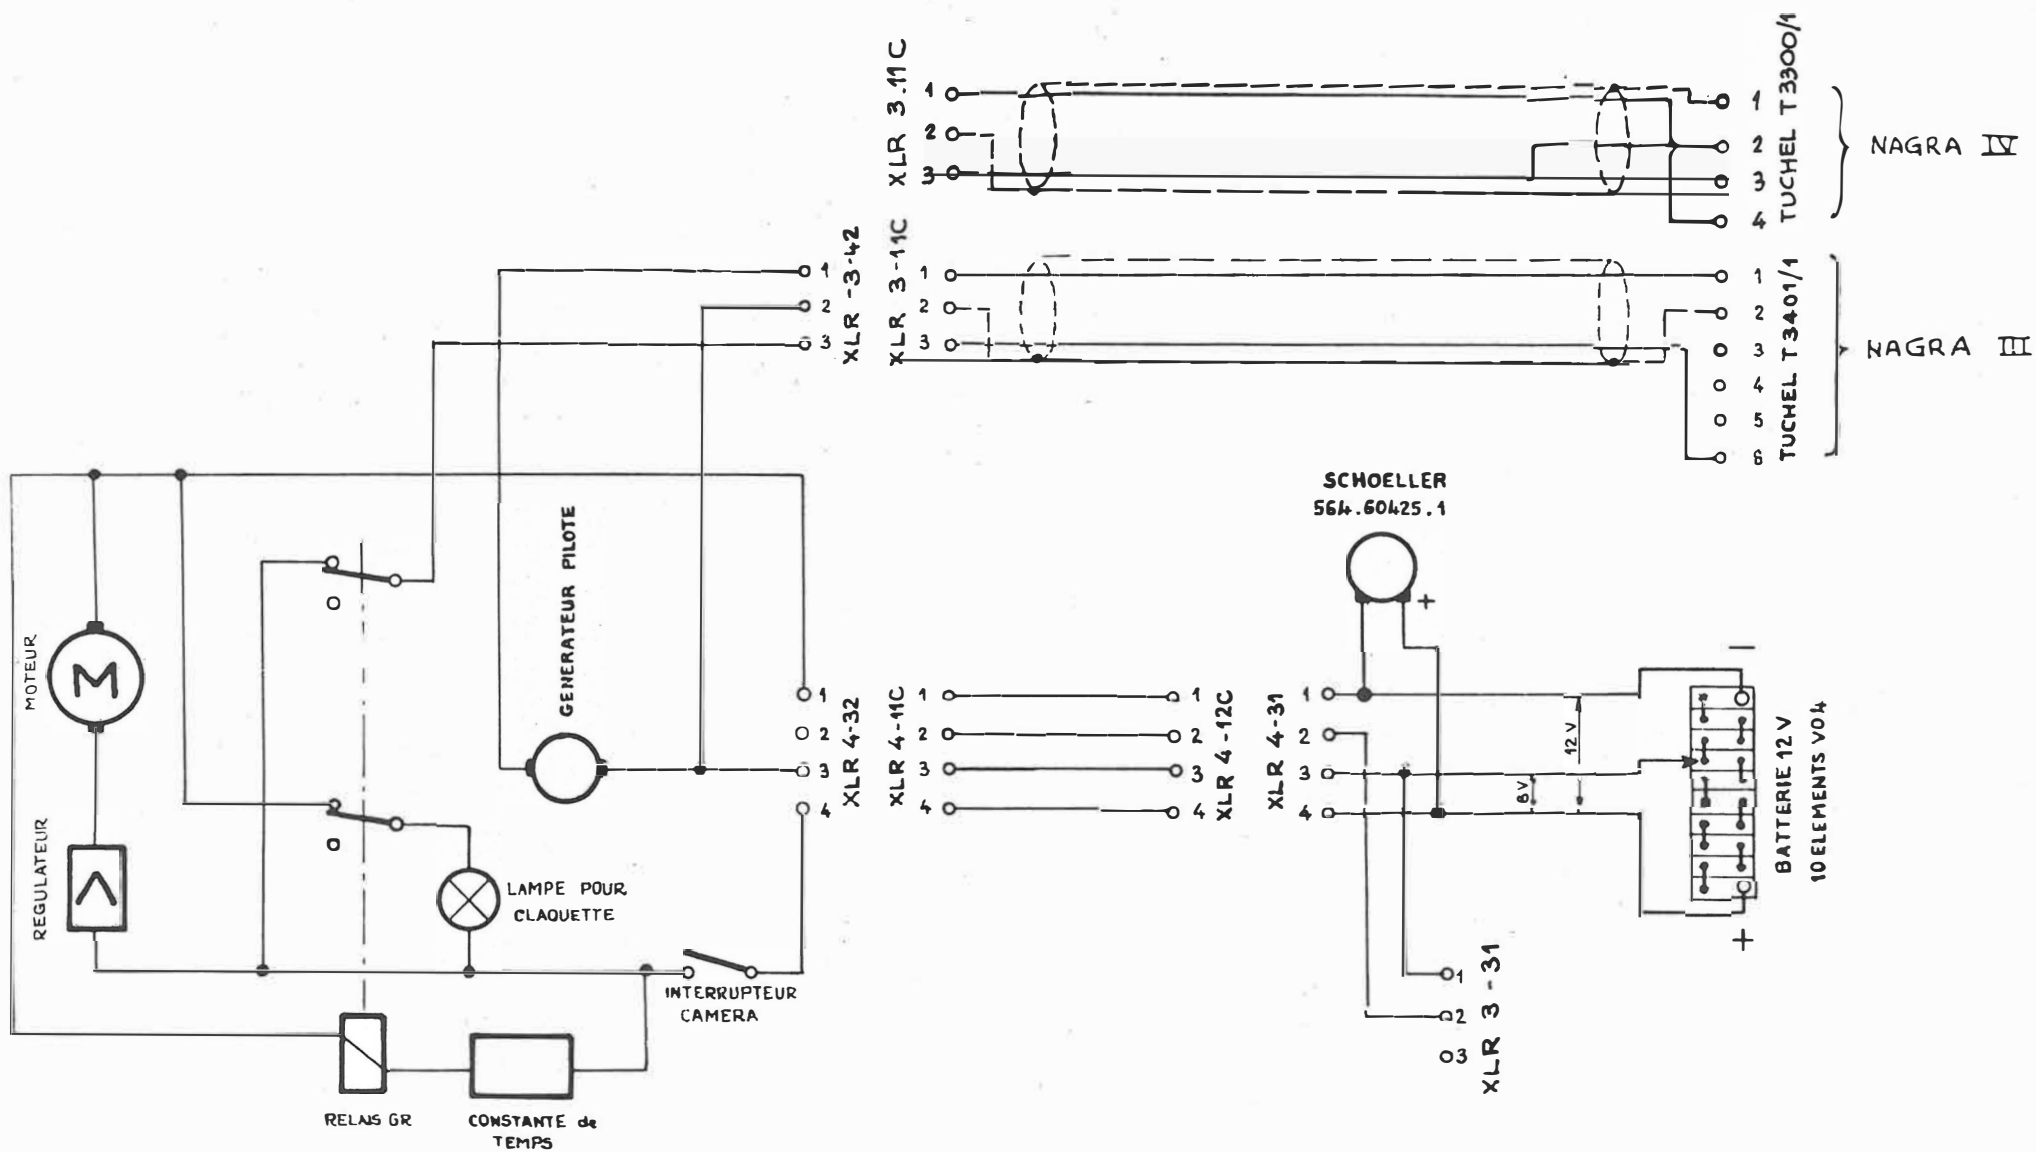 XLR 3.11C
1
2
3
1
2
3
4
TUCHEL T3300/1
NAGRA IV
1
2
3
XLR -3-42
XLR 3-11C
1
2
3
1
2
3
4
5
6
TUCHEL T3401/1
NAGRA III
SCHOELLER
564.60425.1
+
GENERATEUR PILOTE
MOTEUR
M
REGULATEUR
1
2
3
4
XLR 4-32
XLR 4-11C
1
2
3
4
1
2
3
4
XLR 4-12C
XLR 4-31
1
2
3
4
12 V
8 V
—
+
BATTERIE 12 V
10 ELEMENTS VO4
LAMPE POUR
CLAQUETTE
INTERRUPTEUR
CAMERA
1
2
3
XLR 3-31
RELAIS GR
CONSTANTE de
TEMPS